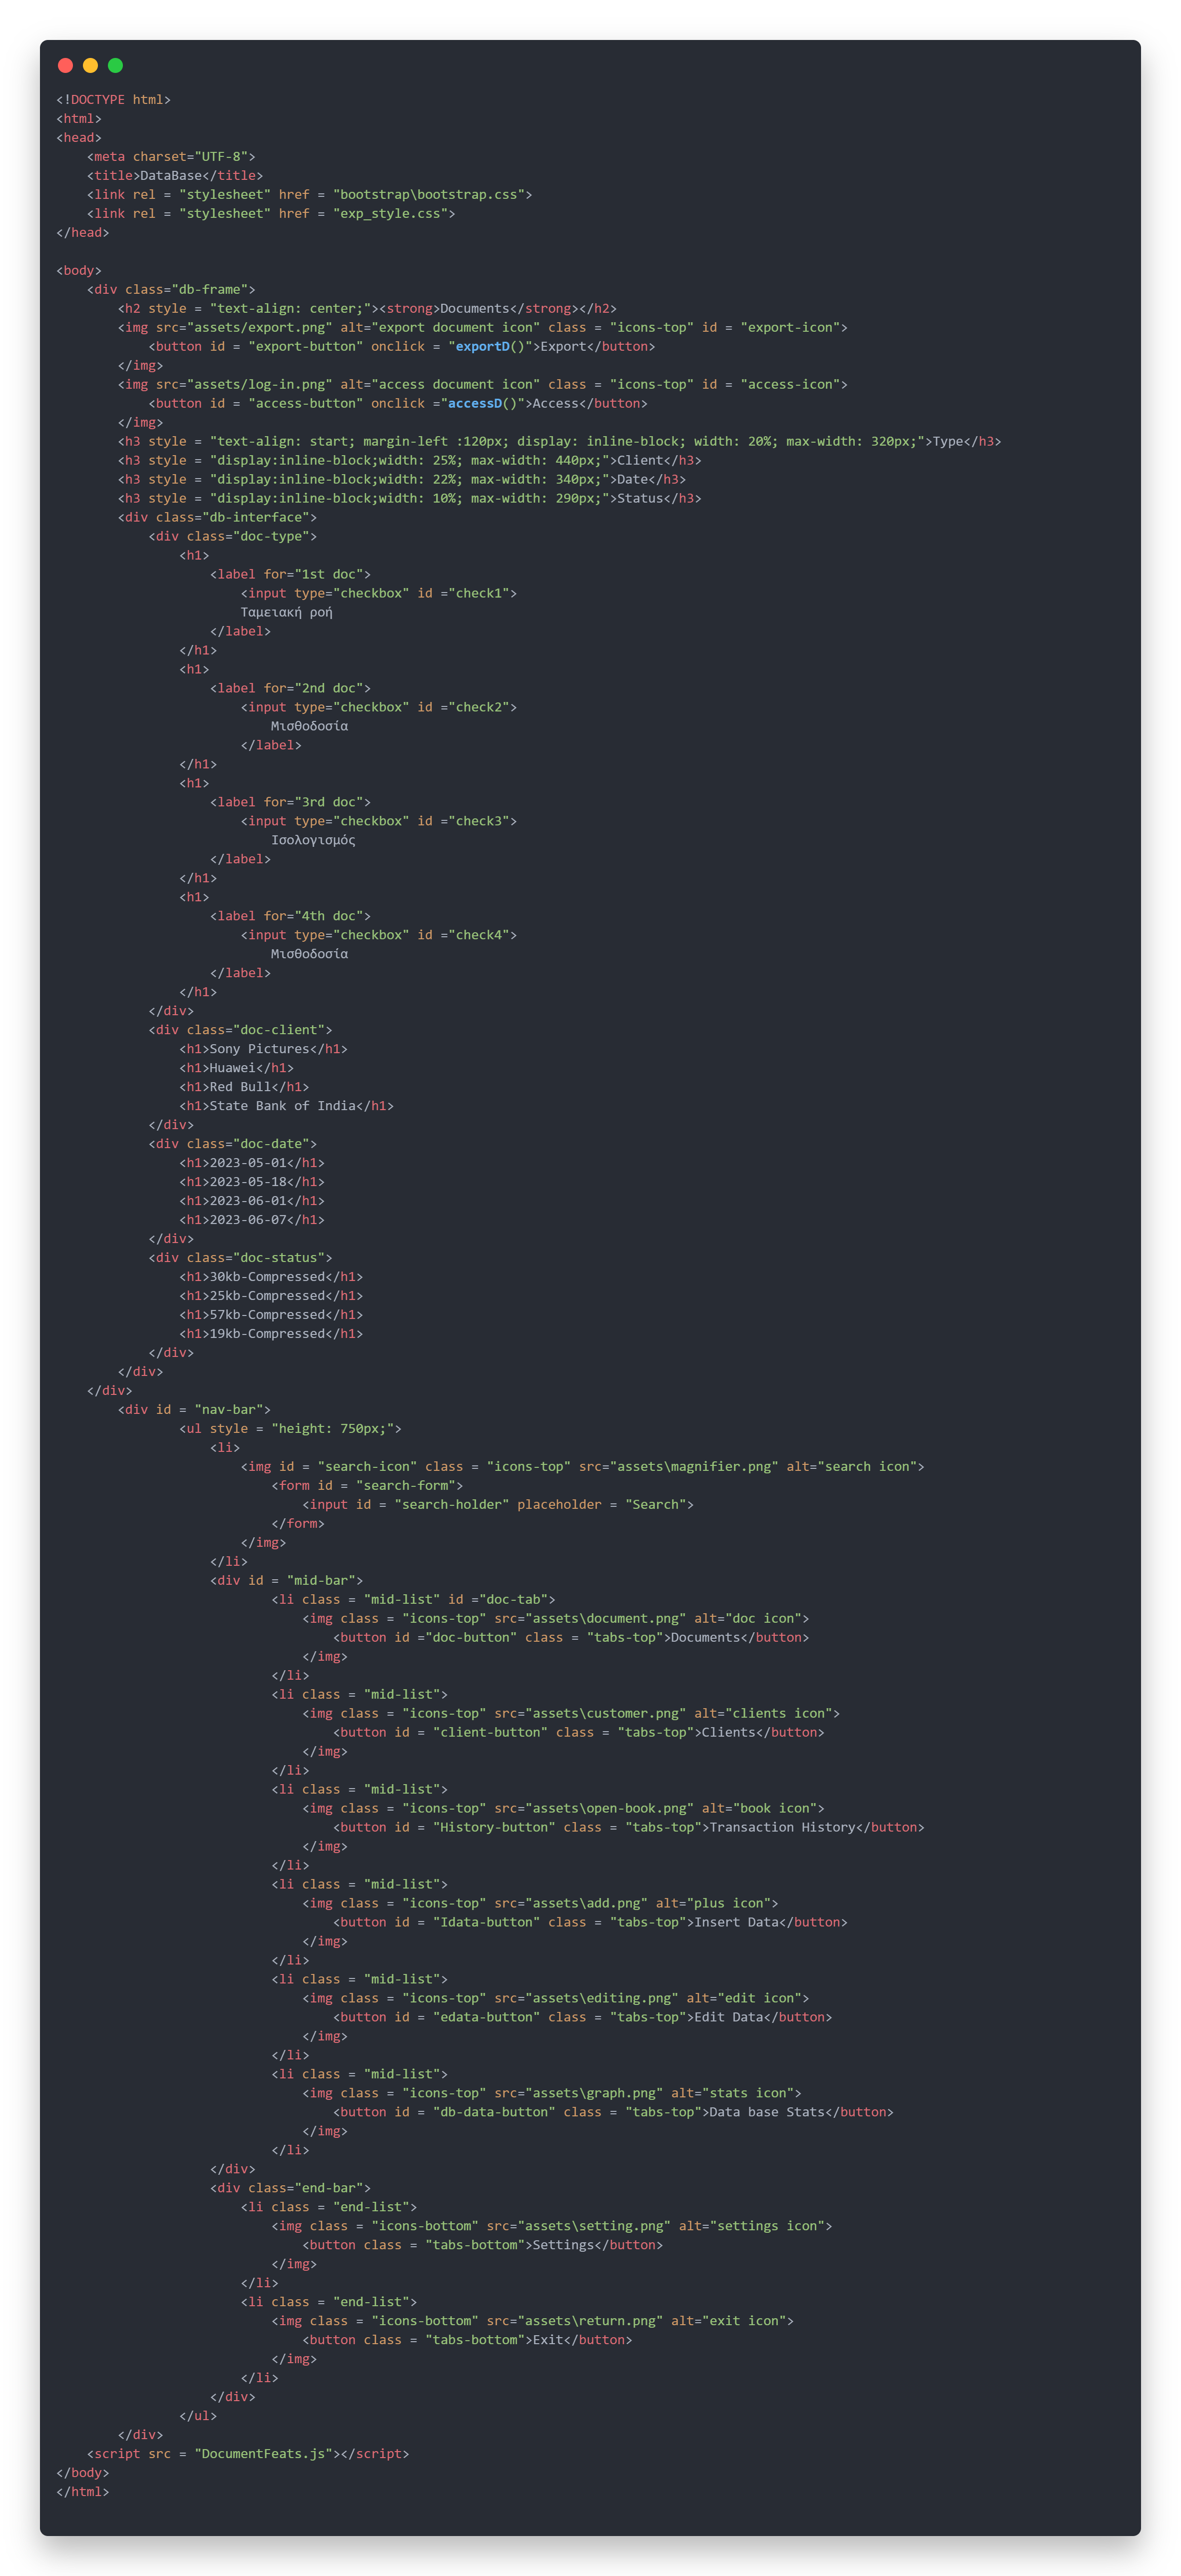 <!DOCTYPE html>
<html>
<head>
    <meta charset="UTF-8">
    <title>DataBase</title>
    <link rel = "stylesheet" href = "bootstrap\bootstrap.css">
    <link rel = "stylesheet" href = "exp_style.css">
</head>

<body>
    <div class="db-frame">
        <h2 style = "text-align: center;"><strong>Documents</strong></h2>
        <img src="assets/export.png" alt="export document icon" class = "icons-top" id = "export-icon">
            <button id = "export-button" onclick = "exportD()">Export</button>
        </img>
        <img src="assets/log-in.png" alt="access document icon" class = "icons-top" id = "access-icon">
            <button id = "access-button" onclick ="accessD()">Access</button>
        </img>
        <h3 style = "text-align: start; margin-left :120px; display: inline-block; width: 20%; max-width: 320px;">Type</h3>
        <h3 style = "display:inline-block;width: 25%; max-width: 440px;">Client</h3>
        <h3 style = "display:inline-block;width: 22%; max-width: 340px;">Date</h3>
        <h3 style = "display:inline-block;width: 10%; max-width: 290px;">Status</h3>
        <div class="db-interface">
            <div class="doc-type">
                <h1>
                    <label for="1st doc">
                        <input type="checkbox" id ="check1">
                        Ταμειακή ροή
                    </label>
                </h1>
                <h1>
                    <label for="2nd doc">
                        <input type="checkbox" id ="check2">
                            Μισθοδοσία
                        </label>
                </h1>
                <h1>
                    <label for="3rd doc">
                        <input type="checkbox" id ="check3">
                            Ισολογισμός
                    </label>
                </h1>
                <h1>
                    <label for="4th doc">
                        <input type="checkbox" id ="check4">
                            Μισθοδοσία
                    </label>
                </h1>
            </div>
            <div class="doc-client">
                <h1>Sony Pictures</h1>
                <h1>Huawei</h1>
                <h1>Red Bull</h1>
                <h1>State Bank of India</h1>
            </div>
            <div class="doc-date">
                <h1>2023-05-01</h1>
                <h1>2023-05-18</h1>
                <h1>2023-06-01</h1>
                <h1>2023-06-07</h1>
            </div>
            <div class="doc-status">
                <h1>30kb-Compressed</h1>
                <h1>25kb-Compressed</h1>
                <h1>57kb-Compressed</h1>
                <h1>19kb-Compressed</h1>
            </div>
        </div>
    </div>
        <div id = "nav-bar">
                <ul style = "height: 750px;">
                    <li>
                        <img id = "search-icon" class = "icons-top" src="assets\magnifier.png" alt="search icon">
                            <form id = "search-form">
                                <input id = "search-holder" placeholder = "Search">
                            </form>
                        </img>
                    </li>
                    <div id = "mid-bar">
                            <li class = "mid-list" id ="doc-tab">
                                <img class = "icons-top" src="assets\document.png" alt="doc icon">
                                    <button id ="doc-button" class = "tabs-top">Documents</button>
                                </img>
                            </li>
                            <li class = "mid-list">
                                <img class = "icons-top" src="assets\customer.png" alt="clients icon">
                                    <button id = "client-button" class = "tabs-top">Clients</button>
                                </img>
                            </li>
                            <li class = "mid-list">
                                <img class = "icons-top" src="assets\open-book.png" alt="book icon">
                                    <button id = "History-button" class = "tabs-top">Transaction History</button>
                                </img>
                            </li>
                            <li class = "mid-list">
                                <img class = "icons-top" src="assets\add.png" alt="plus icon">
                                    <button id = "Idata-button" class = "tabs-top">Insert Data</button>
                                </img>
                            </li>
                            <li class = "mid-list">
                                <img class = "icons-top" src="assets\editing.png" alt="edit icon">
                                    <button id = "edata-button" class = "tabs-top">Edit Data</button>
                                </img>
                            </li>
                            <li class = "mid-list">
                                <img class = "icons-top" src="assets\graph.png" alt="stats icon">
                                    <button id = "db-data-button" class = "tabs-top">Data base Stats</button>
                                </img>
                            </li>
                    </div>
                    <div class="end-bar">
                        <li class = "end-list">
                            <img class = "icons-bottom" src="assets\setting.png" alt="settings icon">
                                <button class = "tabs-bottom">Settings</button>
                            </img>
                        </li>
                        <li class = "end-list">
                            <img class = "icons-bottom" src="assets\return.png" alt="exit icon">
                                <button class = "tabs-bottom">Exit</button>
                            </img>
                        </li>
                    </div>
                </ul>
        </div>
    <script src = "DocumentFeats.js"></script>
</body>
</html>